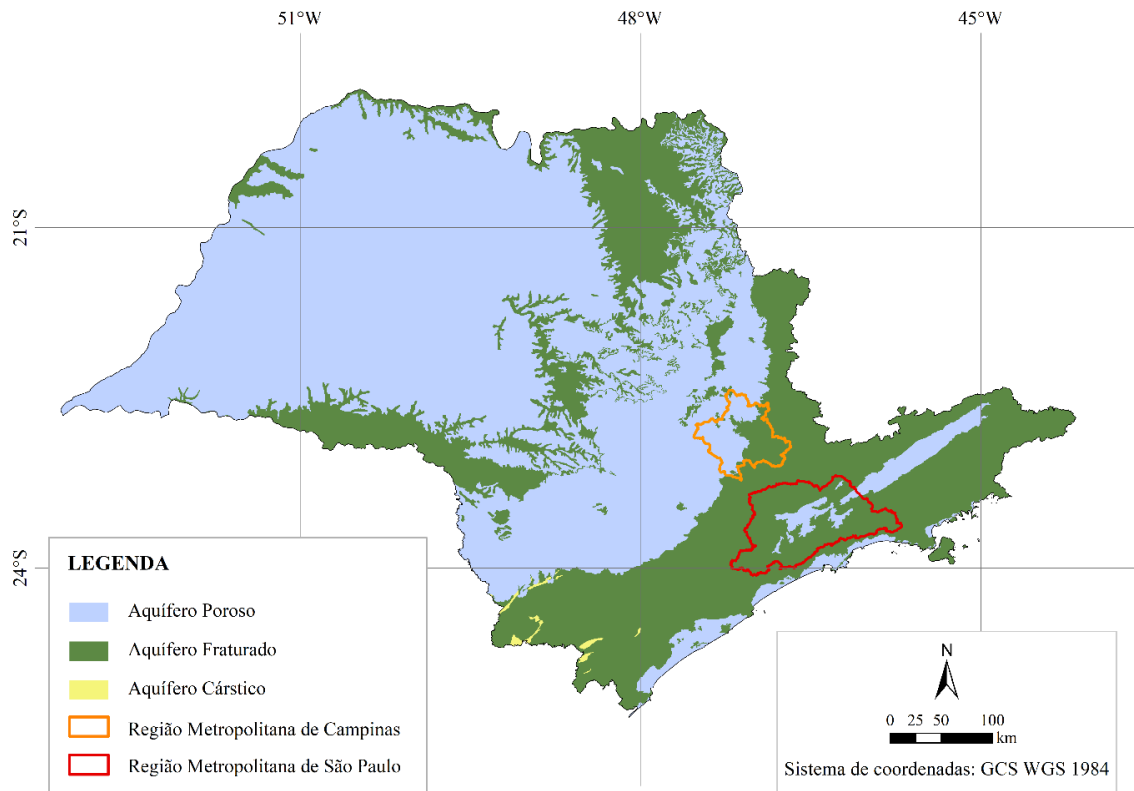 51°W
48°W
45°W
21°S
24°S
LEGENDA
Aquífero Poroso
Aquífero Fraturado
Aquífero Cárstico
Região Metropolitana de Campinas
Região Metropolitana de São Paulo
N
0 25 50 100
km
Sistema de coordenadas: GCS WGS 1984